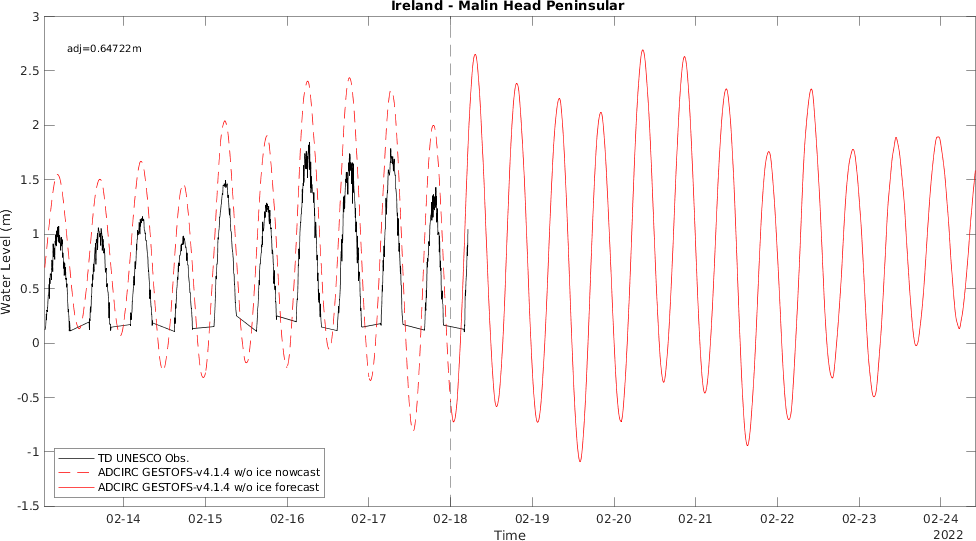 Ireland - Malin Head Peninsular
adj=0.64722m
3
2.5
2
1.5
1
0.5
0
-0.5
-1
-1.5
Water Level (m)
TD UNESCO Obs.
ADCIRC GESTOFS-v4.1.4 w/o ice nowcast
ADCIRC GESTOFS-v4.1.4 w/o ice forecast
02-14 02-15 02-16 02-17 02-18 02-19 02-20 02-21 02-22 02-23 02-24
Time
2022